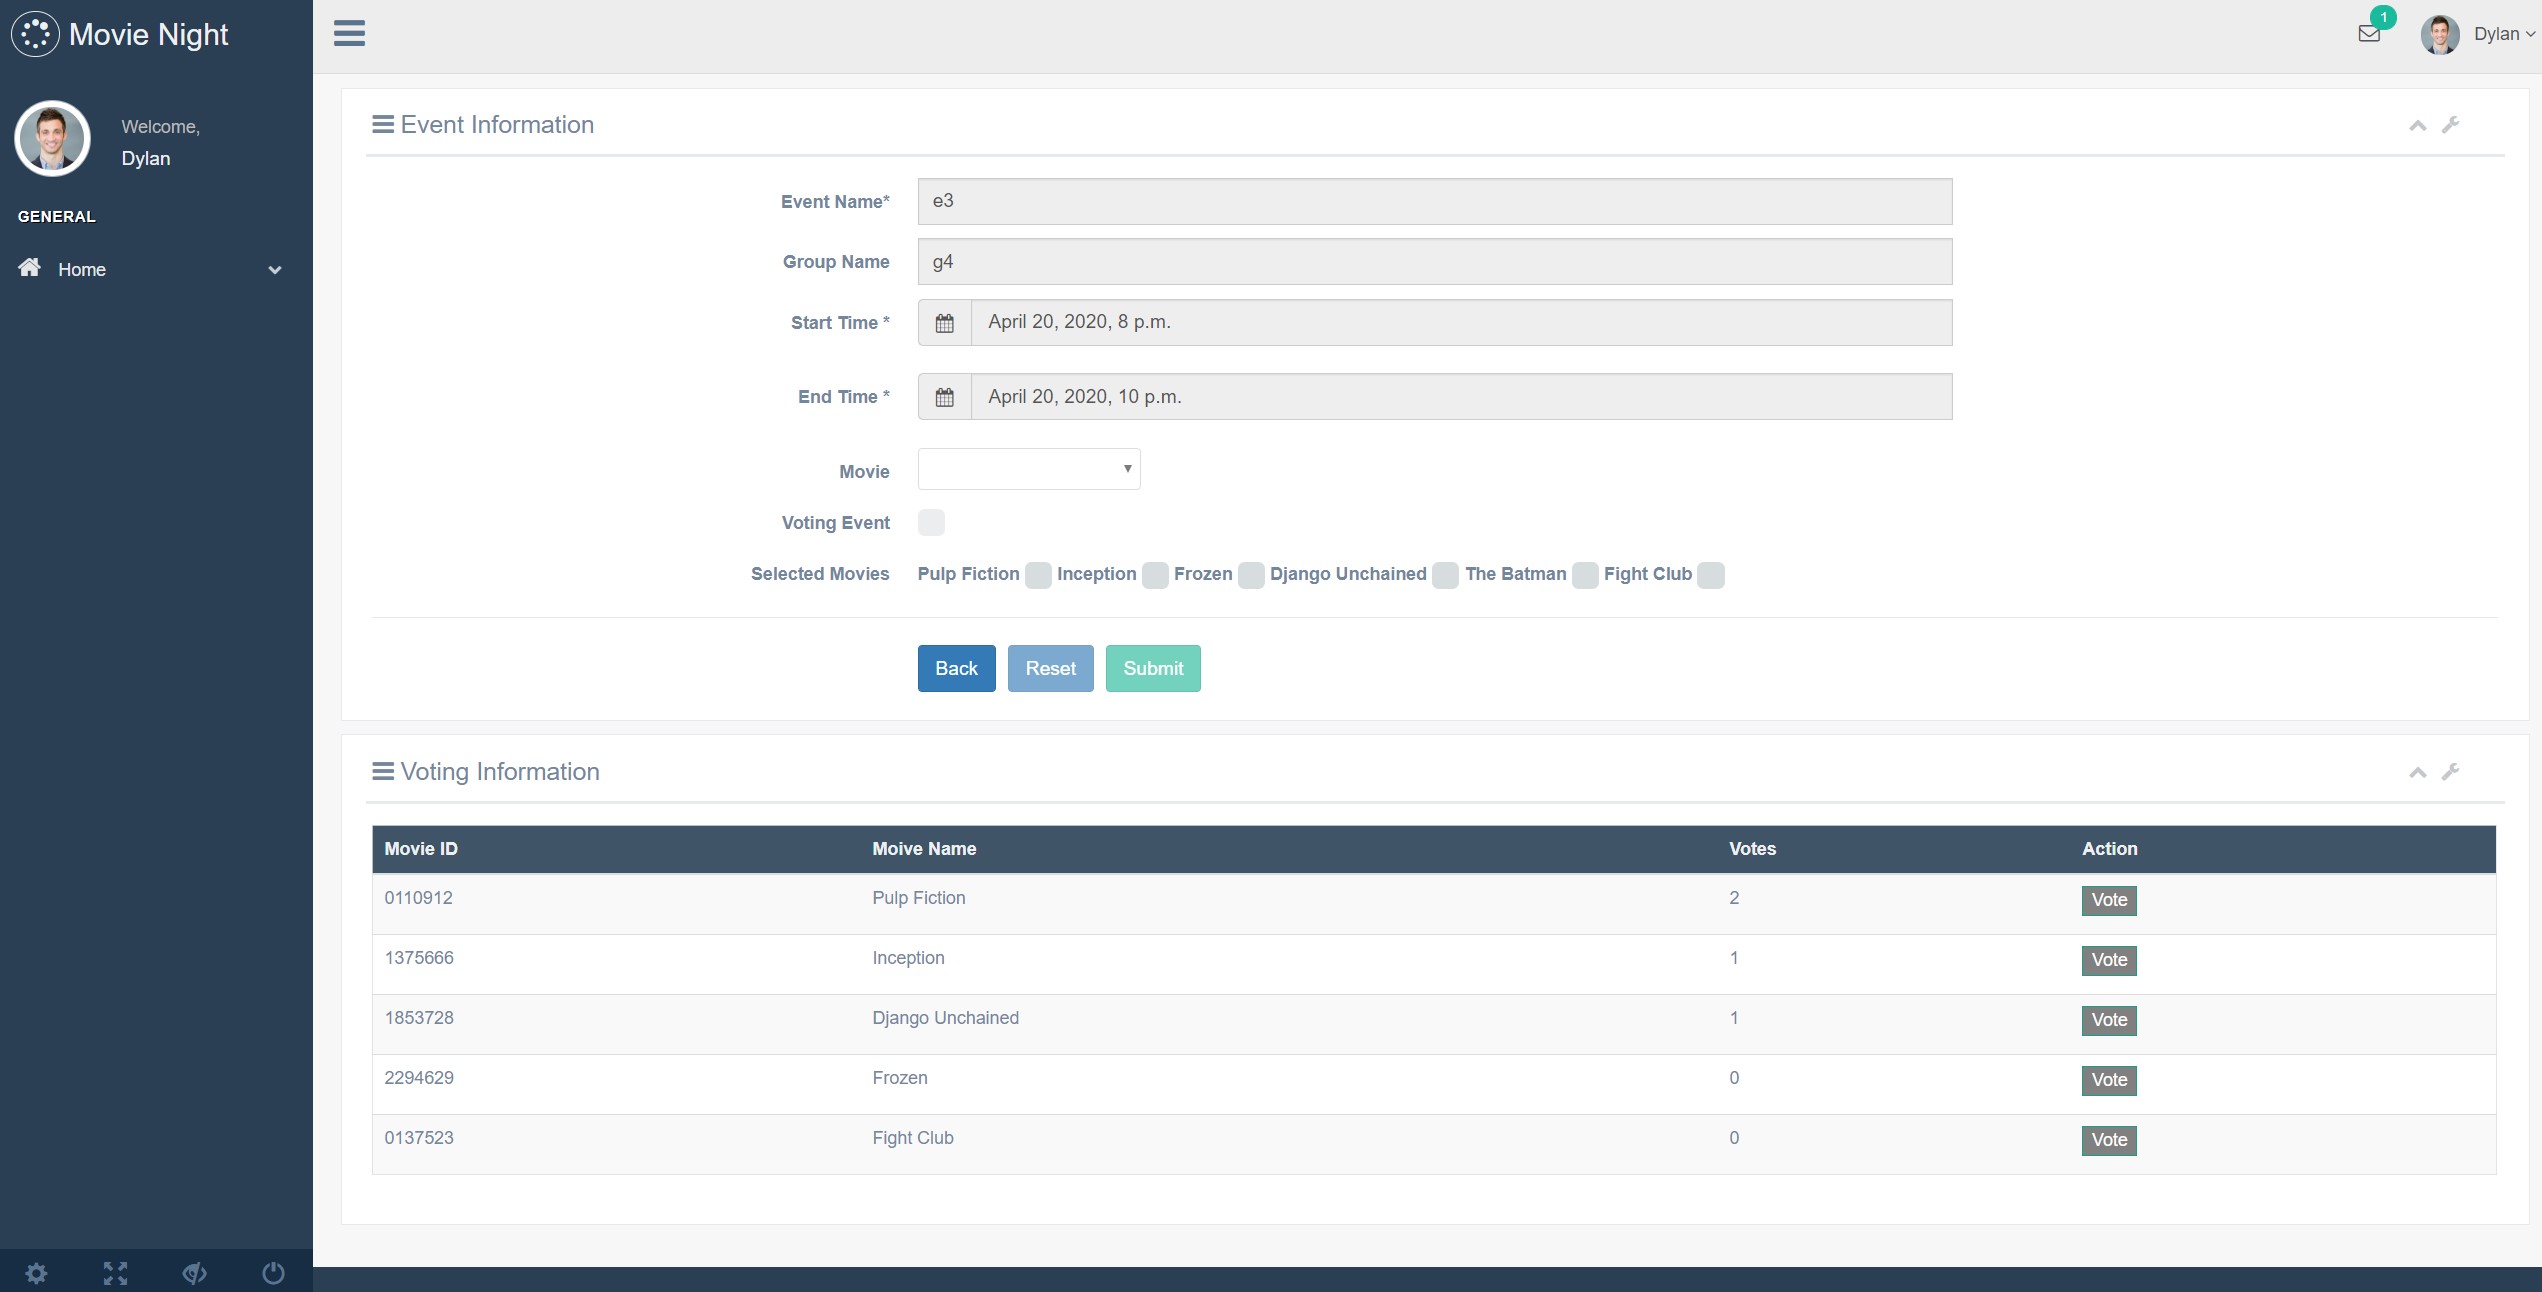 Movie Night
1
Dylan
Welcome,
Dylan
GENERAL
Home
Event Information
Event Name* e3
Group Name g4
Start Time * April 20, 2020, 8 p.m.
End Time * April 20, 2020, 10 p.m.
Movie
Voting Event
Selected Movies Pulp Fiction Inception Frozen Django Unchained The Batman Fight Club
Back Reset Submit
Voting Information
Movie ID Moive Name Votes Action
0110912 Pulp Fiction 2 Vote
1375666 Inception 1 Vote
1853728 Django Unchained 1 Vote
2294629 Frozen 0 Vote
0137523 Fight Club 0 Vote